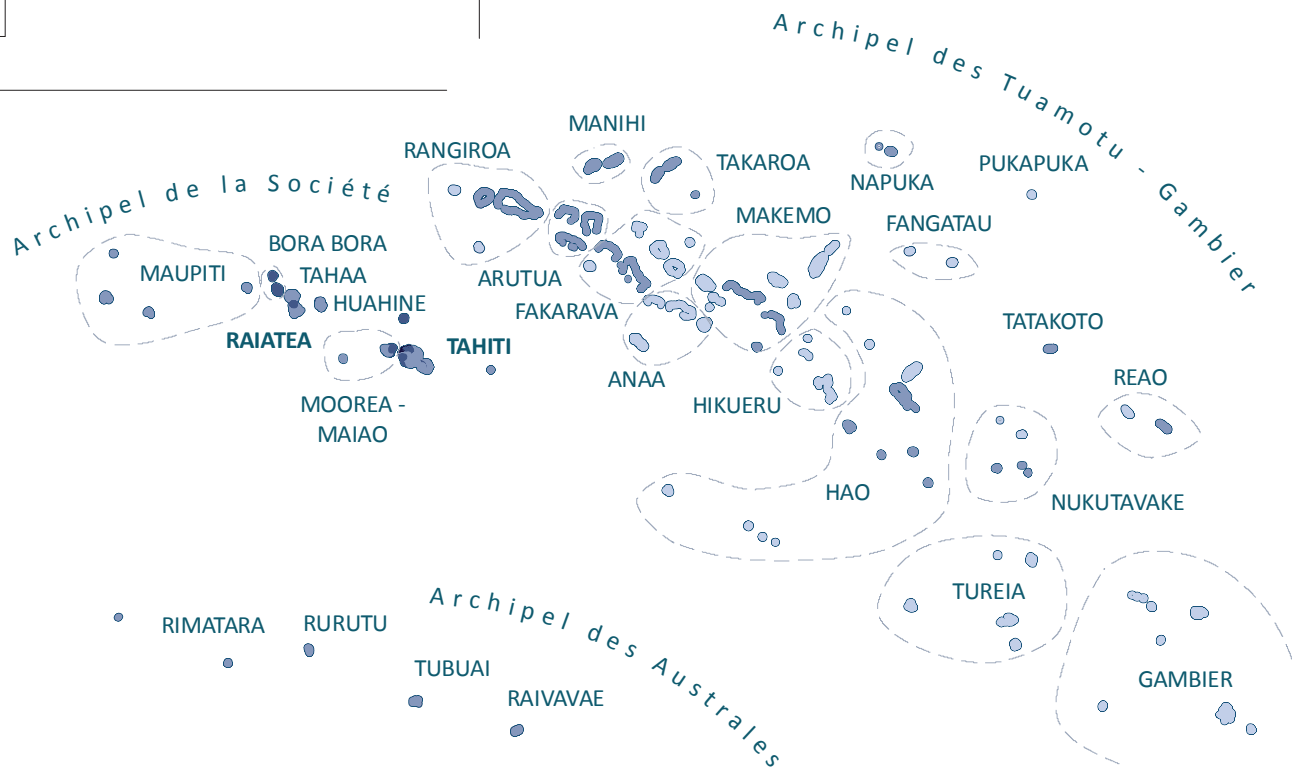 Archipel des Tuamotu - Gambier
MANIHI
RANGIROA
TAKAROA
PUKAPUKA
NAPUKA
Archipel de la Société
MAKEMO
FANGATAU
BORA BORA
MAUPITI
TAHAA
ARUTUA
HUAHINE
FAKARAVA
TATAKOTO
RAIATEA
TAHITI
ANAA
REAO
MOOREA -
MAIAO
HIKUERU
HAO
NUKUTAVAKE
TUREIA
Archipel des Australes
RIMATARA
RURUTU
TUBUAI
GAMBIER
RAIVAVAE